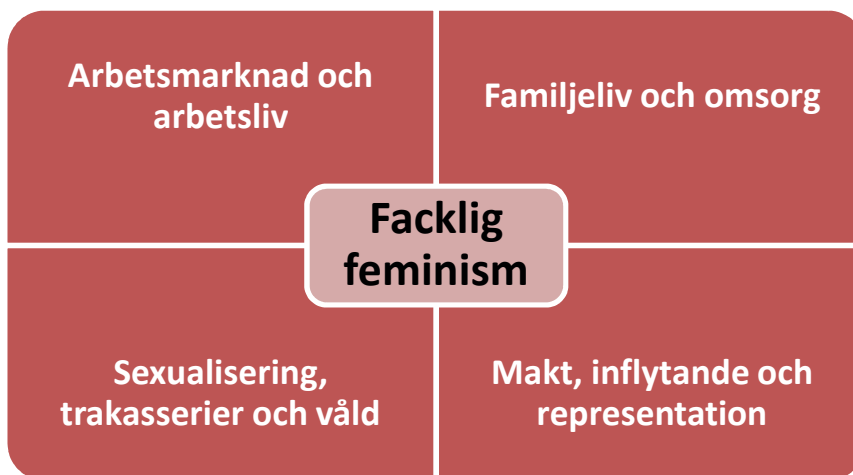 Arbetsmarknad och
arbetsliv
Familjeliv och omsorg
Facklig
feminism
Sexualisering,
trakasserier och våld
Makt, inflytande och
representation